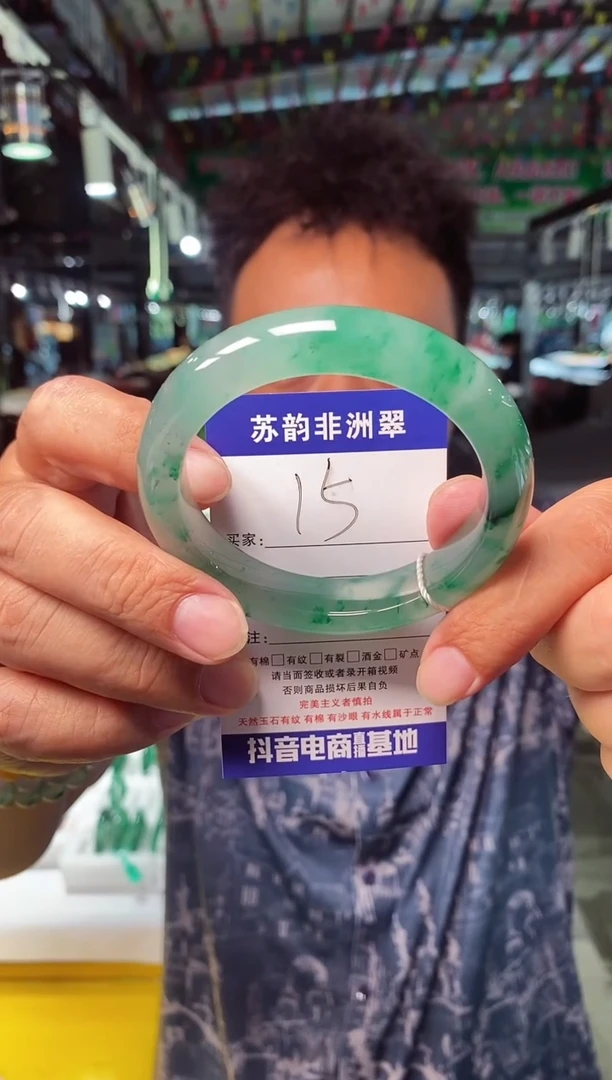 苏韵非洲翠
15
买家:
注:
有棉□有纹□有裂□酒金□矿点
请当面签收或者录开箱视频
否则商品损坏后果自负
完美主义者慎拍
天然玉石有纹 有棉 有沙眼 有水线属于正常
抖音电商直播基地